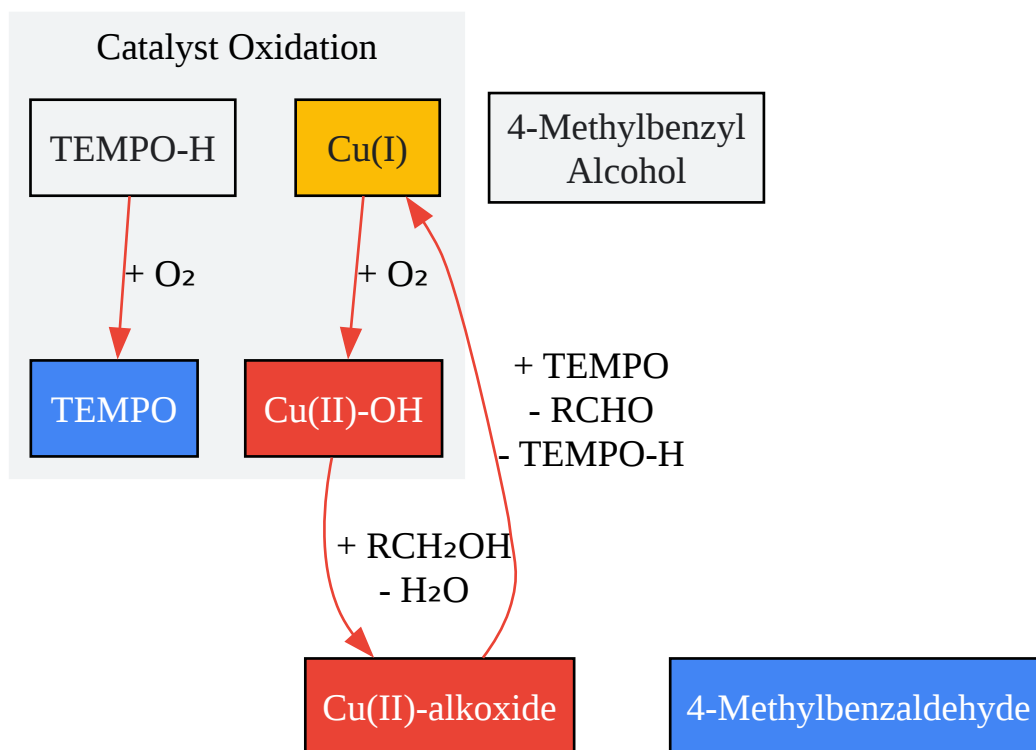 Catalyst Oxidation
TEMPO-H
Cu(I)
4-Methylbenzyl
Alcohol
+ O₂
+ O₂
TEMPO
Cu(II)-OH
+ TEMPO
- RCHO
- TEMPO-H
+ RCH₂OH
- H₂O
Cu(II)-alkoxide
4-Methylbenzaldehyde